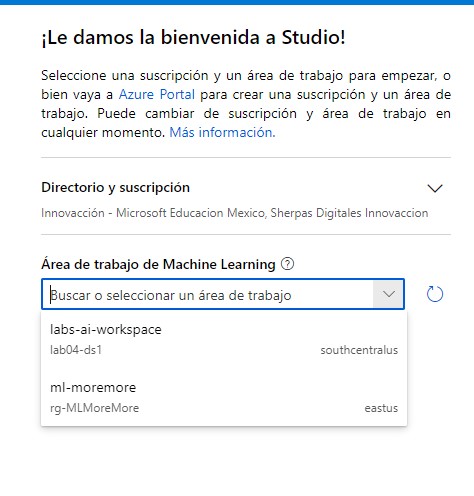 ¡Le damos la bienvenida a Studio!
Seleccione una suscripción y un área de trabajo para empezar, o
bien vaya a Azure Portal para crear una suscripción y un área de
trabajo. Puede cambiar de suscripción y área de trabajo en
cualquier momento. Más información.
Directorio y suscripción
Innovacción - Microsoft Educacion Mexico, Sherpas Digitales Innovaccion
Área de trabajo de Machine Learning
Buscar o seleccionar un área de trabajo
labs-ai-workspace
lab04-ds1 southcentralus
ml-moremore
rg-MLMoreMore eastus